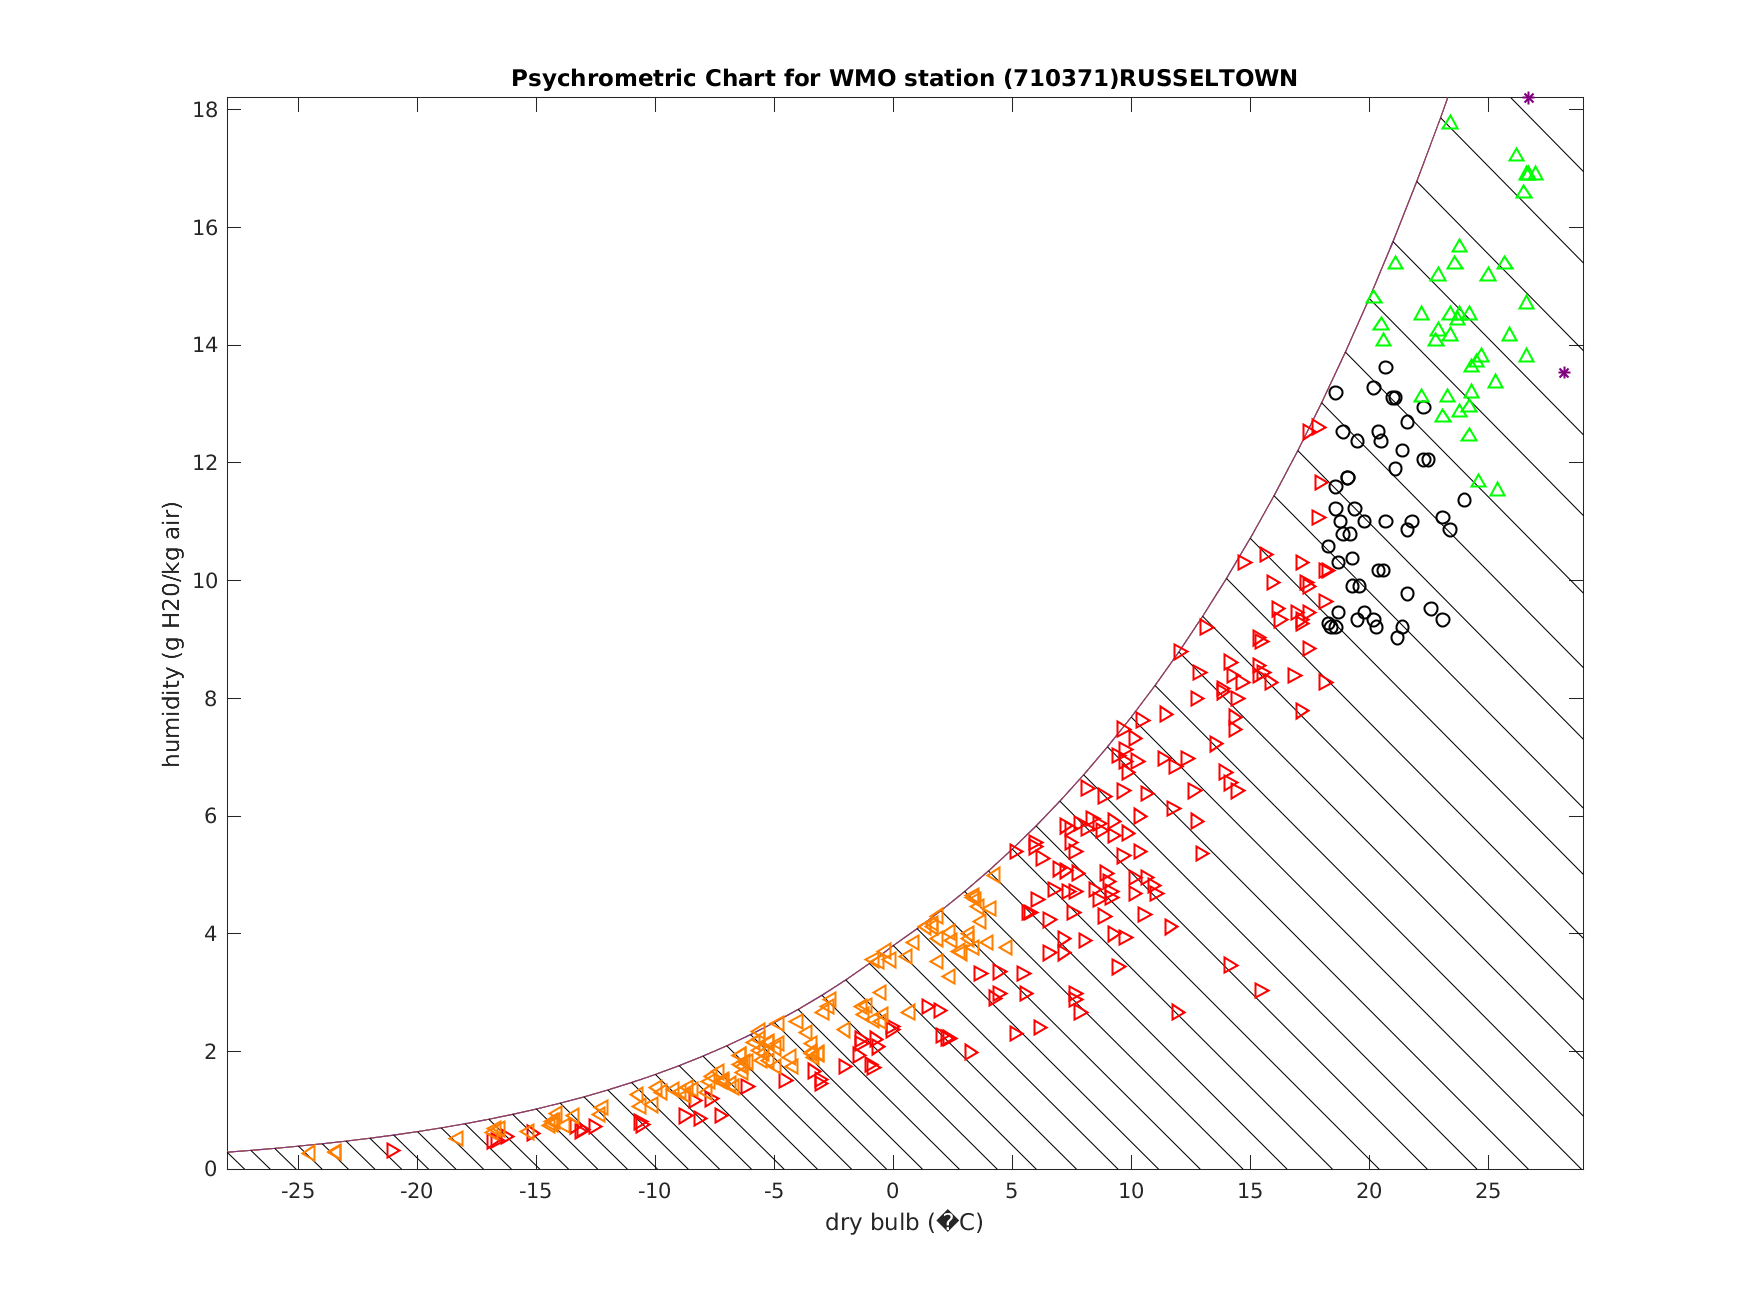 Psychrometric Chart for WMO station (710371)RUSSELTOWN
18
16
14
12
10
8
6
4
2
0
humidity (g H20/kg air)
-25 -20 -15 -10 -5 0 5 10 15 20 25
dry bulb (�C)